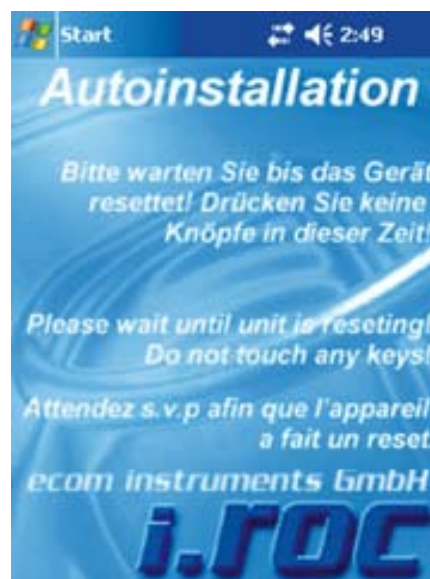 Start 2:49
Autoinstallation
Bitte warten Sie bis das Gerät
resettet! Drücken Sie keine
Knöpfe in dieser Zeit!
Please wait until unit is reseting!
Do not touch any keys!
Attendez s.v.p afin que l'appareil
a fait un reset
ecom instruments GmbH
i.roc